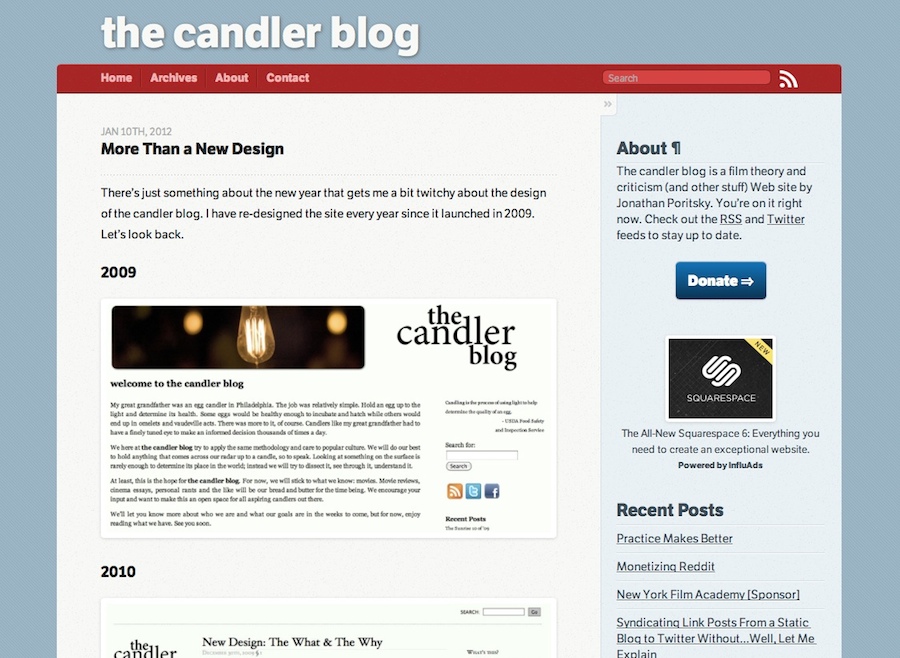 the candler blog
Home
Archives
About
Contact
Search
JAN 10TH, 2012
More Than a New Design
There's just something about the new year that gets me a bit twitchy about the design
of the candler blog. I have re-designed the site every year since it launched in 2009.
Let's look back.
2009
the
candler
blog
welcome to the candler blog
My great grandfather was an egg candler in Philadelphia. The job was relatively simple. Hold an egg up to the
light and determine its health. Some eggs would be healthy enough to incubate and hatch while others would
end up in omelets and vaudeville acts. There was more to it, of course. Candlers like my great grandfather had to
have a finely tuned eye to make an informed decision thousands of times a day.
We here at the candler blog try to apply the same methodology and care to popular culture. We will do our best
to hold anything that comes across our radar up to a candle, so to speak. Looking at something on the surface is
rarely enough to determine its place in the world; instead we will try to dissect it, see through it, understand it.
At least, this is the hope for the candler blog. For now, we will stick to what we know: movies. Movie reviews,
cinema essays, personal rants and the like will be our bread and butter for the time being. We encourage your
input and want to make this an open space for all aspiring candlers out there.
We'll let you know more about who we are and what our goals are in the weeks to come, but for now, enjoy
reading what we have. See you soon.
Candling is the process of using light to help
determine the quality of an egg.
- USDA Food Safety
and Inspection Service
Search for:
Search
Recent Posts
2010
SEARCH:
Go
the
candler
New Design: The What & The Why
What's this?
»
About ¶
The candler blog is a film theory and
criticism (and other stuff) Web site by
Jonathan Poritsky. You're on it right
now. Check out the RSS and Twitter
feeds to stay up to date.
Donate ⇒
NEW
SQUARESPACE
The All-New Squarespace 6: Everything you
need to create an exceptional website.
Powered by InfluAds
Recent Posts
Practice Makes Better
Monetizing Reddit
New York Film Academy [Sponsor]
Syndicating Link Posts From a Static
Blog to Twitter Without...Well, Let Me
Explain